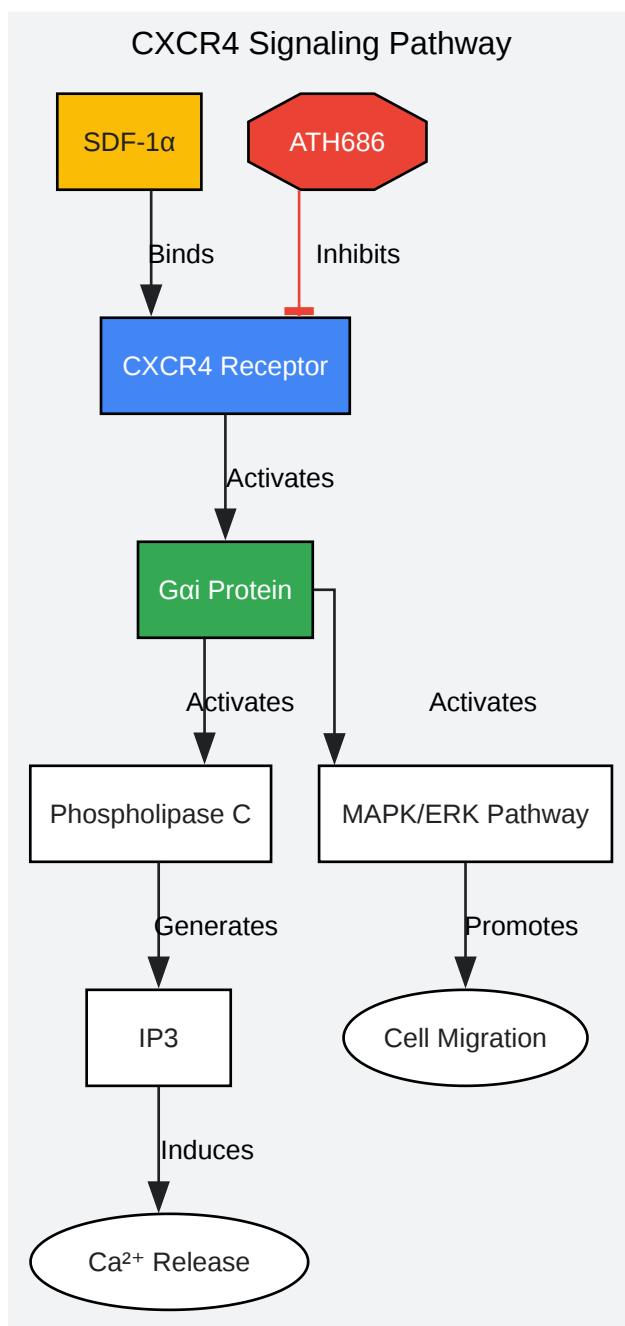 CXCR4 Signaling Pathway
SDF-1α
ATH686
Binds
Inhibits
CXCR4 Receptor
Activates
Gαi Protein
Activates
Activates
Phospholipase C
MAPK/ERK Pathway
Generates
Promotes
IP3
Cell Migration
Induces
Ca²⁺ Release